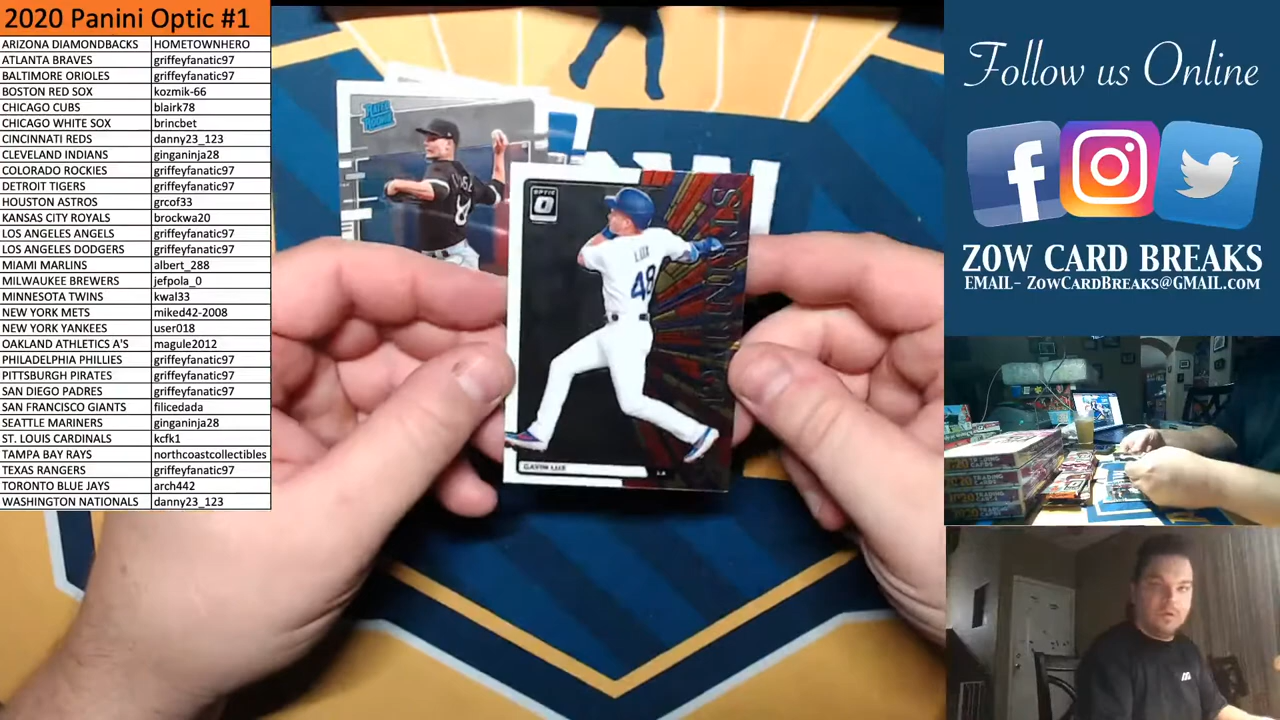 2020 Panini Optic #1
ARIZONA DIAMONDBACKS HOMETOWNHERO
ATLANTA BRAVES griffeyfanatic97
BALTIMORE ORIOLES griffeyfanatic97
BOSTON RED SOX kozmik-66
CHICAGO CUBS blairk78
CHICAGO WHITE SOX brincbet
CINCINNATI REDS danny23_123
CLEVELAND INDIANS ginganinja28
COLORADO ROCKIES griffeyfanatic97
DETROIT TIGERS griffeyfanatic97
HOUSTON ASTROS grcof33
KANSAS CITY ROYALS brockwa20
LOS ANGELES ANGELS griffeyfanatic97
LOS ANGELES DODGERS griffeyfanatic97
MIAMI MARLINS albert_288
MILWAUKEE BREWERS jefpola_0
MINNESOTA TWINS kwal33
NEW YORK METS miked42-2008
NEW YORK YANKEES user018
OAKLAND ATHLETIC A'S magule2012
PHILADELPHIA PHILLIES griffeyfanatic97
PITTSBURGH PIRATES griffeyfanatic97
SAN DIEGO PADRES griffeyfanatic97
SAN FRANCISCO GIANTS filicedada
SEATTLE MARINERS ginganinja28
ST. LOUIS CARDINALS kcfk1
TAMPA BAY RAYS northcoastcollectibles
TEXAS RANGERS griffeyfanatic97
TORONTO BLUE JAYS arch442
WASHINGTON NATIONALS danny23_123
RATED ROOKIE
OPTIC
LUX
48
GAVIN LUX
LA
Follow us Online
ZOW CARD BREAKS
EMAIL- ZOWCARDBREAKS@GMAIL.COM